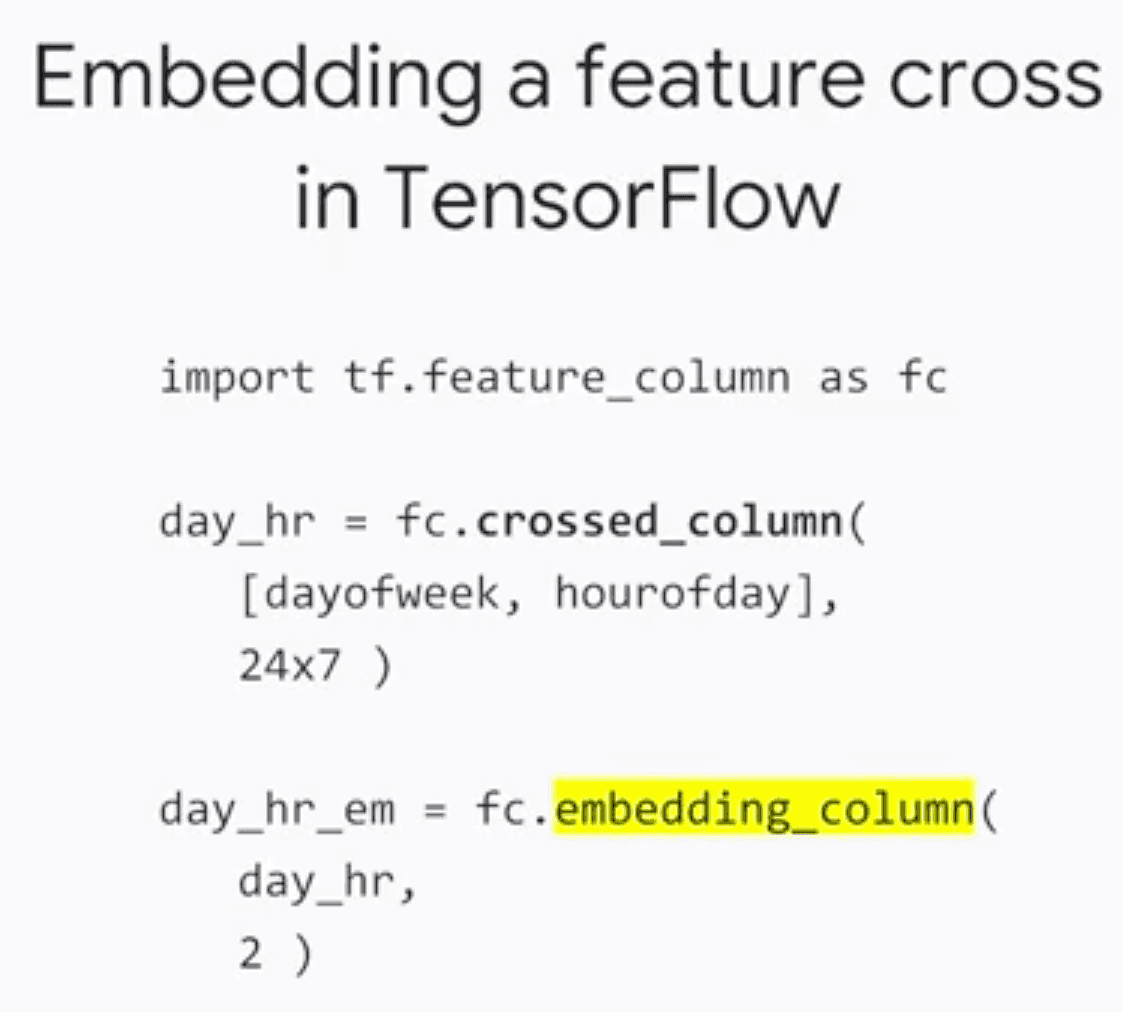 Embedding a feature cross
in TensorFlow
import tf.feature_column as fc
day_hr = fc.crossed_column(
[dayofweek, hourofday],
24x7 )
day_hr_em = fc.embedding_column(
day_hr,
2 )